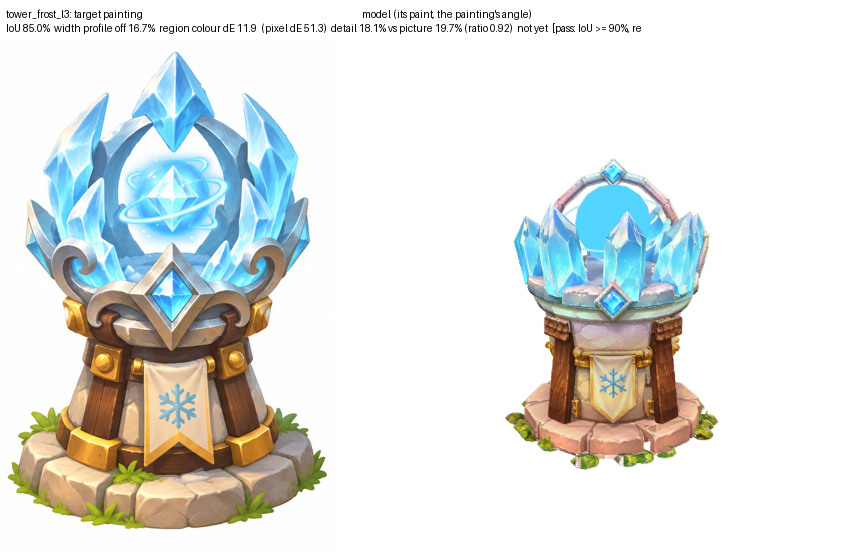 tower_frost_l3: target painting
model (its paint, the painting's angle)
IoU 85.0% width profile off 16.7% region colour dE 11.9 (pixel dE 51.3) detail 18.1% vs picture 19.7% (ratio 0.92) not yet [pass: IoU >= 90%, re